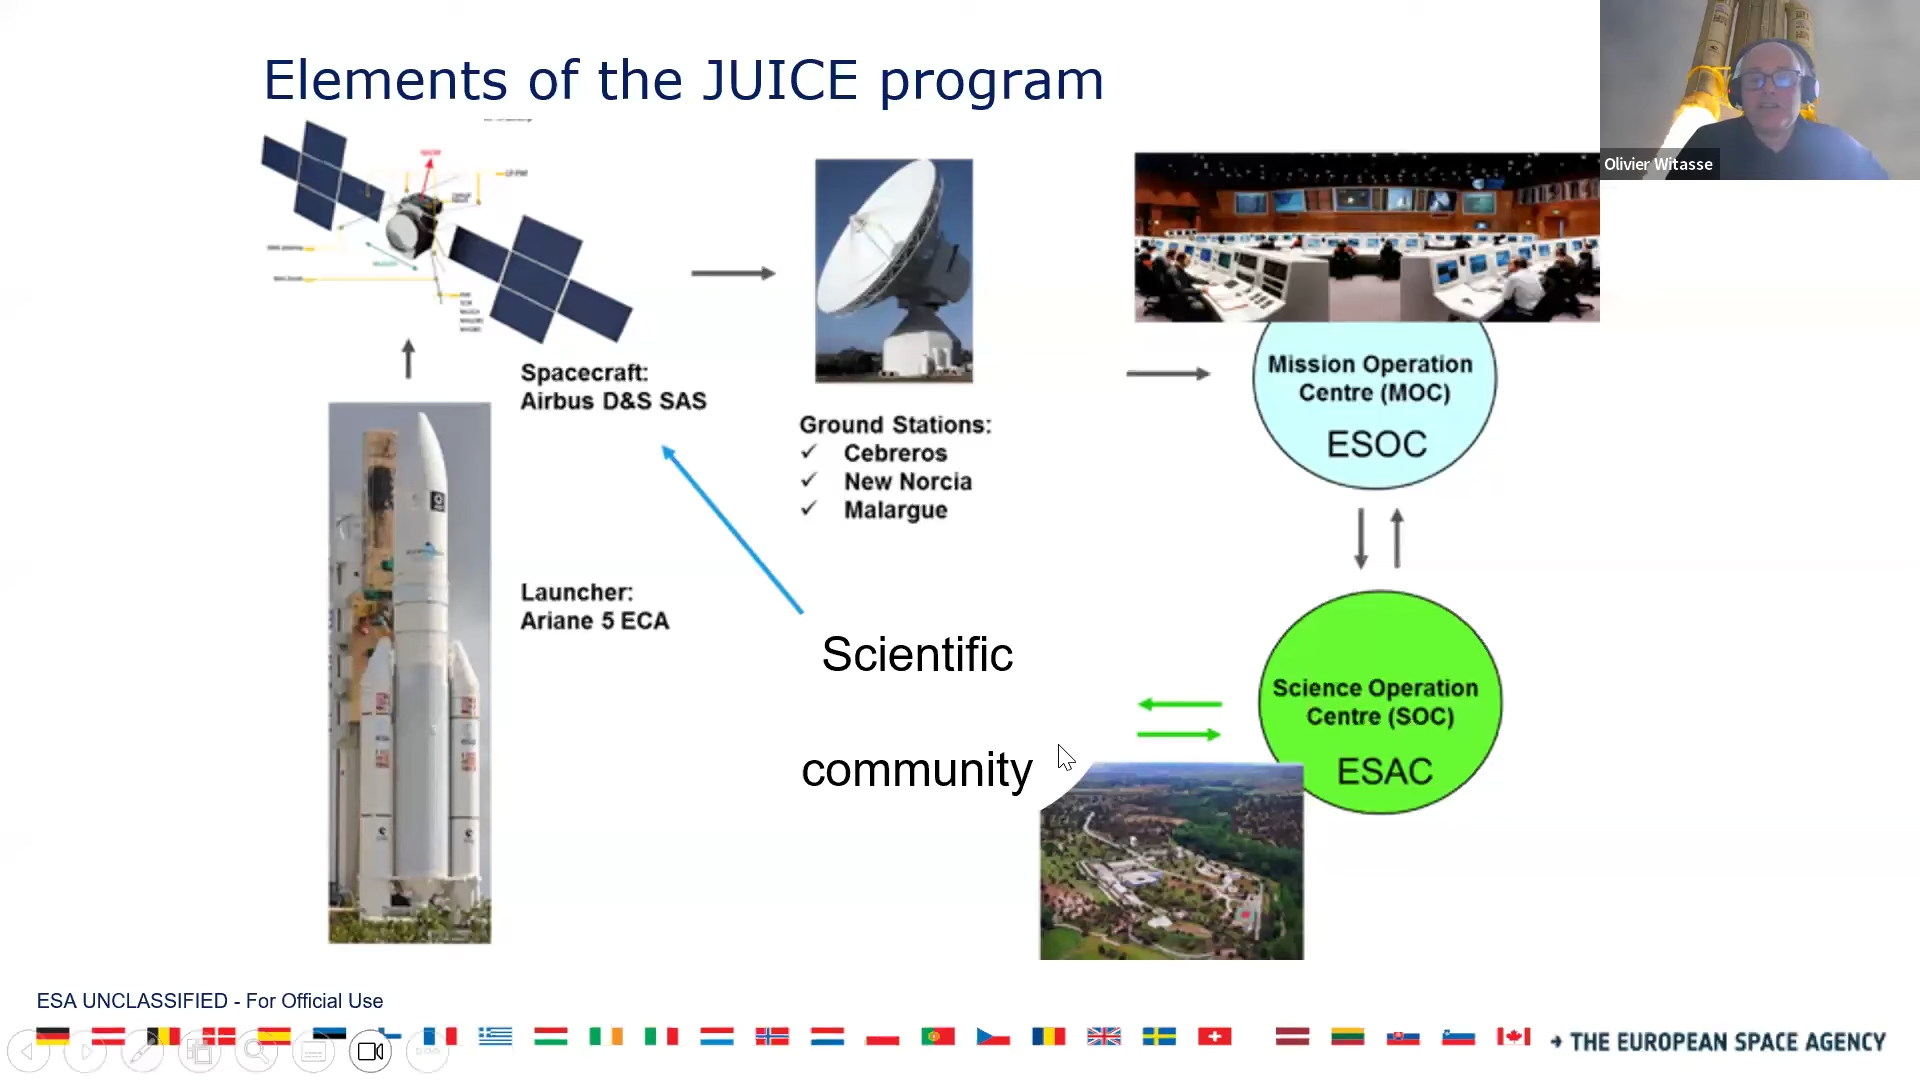 Elements of the JUICE program
Olivier Witasse
Spacecraft:
Airbus D&S SAS
Ground Stations:
✓ Cebreros
✓ New Norcia
✓ Malargue
Mission Operation
Centre (MOC)
ESOC
Launcher:
Ariane 5 ECA
Scientific
community
Science Operation
Centre (SOC)
ESAC
ESA UNCLASSIFIED - For Official Use
THE EUROPEAN SPACE AGENCY